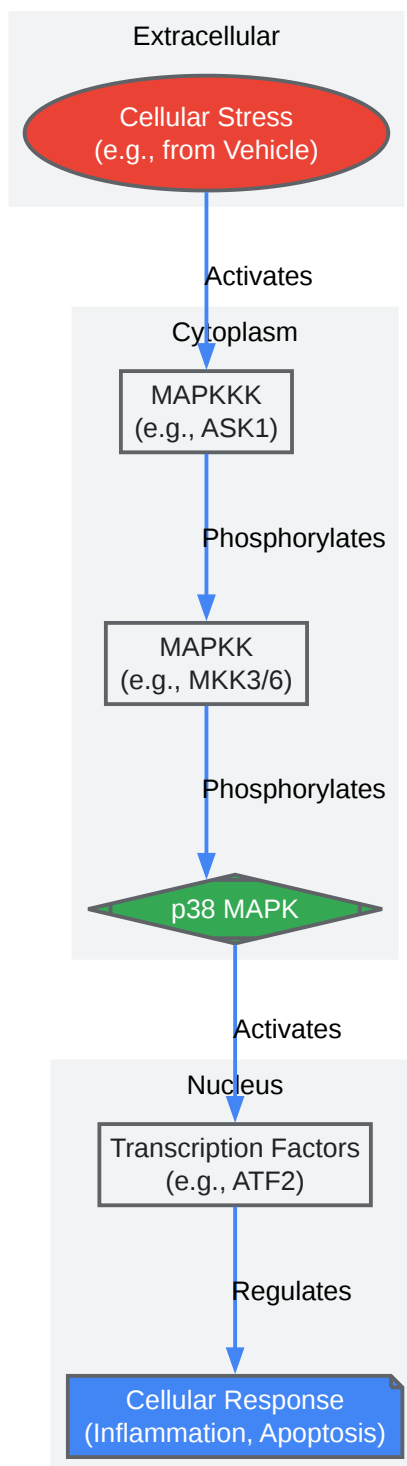 Extracellular
Cellular Stress
(e.g., from Vehicle)
Activates
Cytoplasm
MAPKKK
(e.g., ASK1)
Phosphorylates
MAPKK
(e.g., MKK3/6)
Phosphorylates
p38 MAPK
Activates
Nucleus
Transcription Factors
(e.g., ATF2)
Regulates
Cellular Response
(Inflammation, Apoptosis)